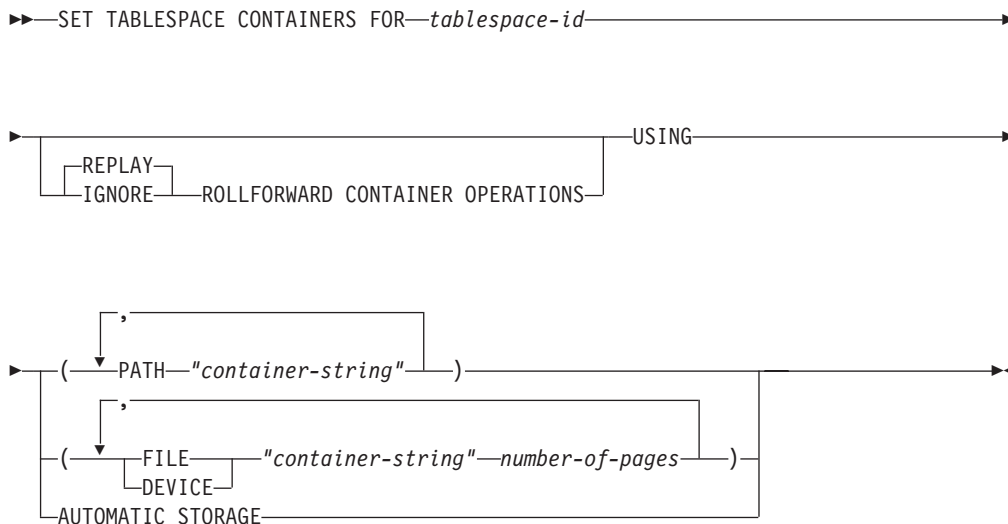 SET TABLESPACE CONTAINERS FOR tablespace-id
USING
REPLAY
IGNORE ROLLFORWARD CONTAINER OPERATIONS
,
( PATH "container-string" )
,
( FILE "container-string" number-of-pages )
DEVICE
AUTOMATIC STORAGE